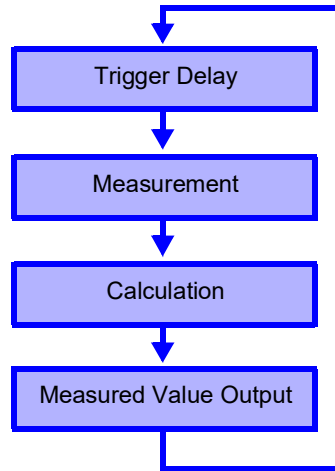 Trigger Delay
Measurement
Calculation
Measured Value Output